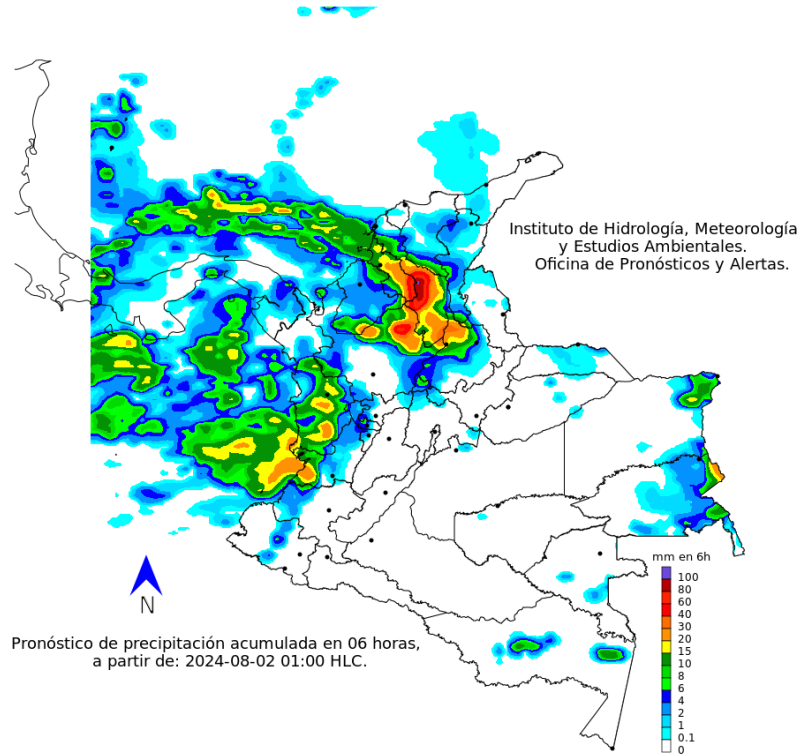 Instituto de Hidrología, Meteorología
y Estudios Ambientales.
Oficina de Pronósticos y Alertas.
mm en 6h
100
80
60
40
30
20
15
10
8
6
4
2
1
0.1
0
N
Pronóstico de precipitación acumulada en 06 horas,
a partir de: 2024-08-02 01:00 HLC.